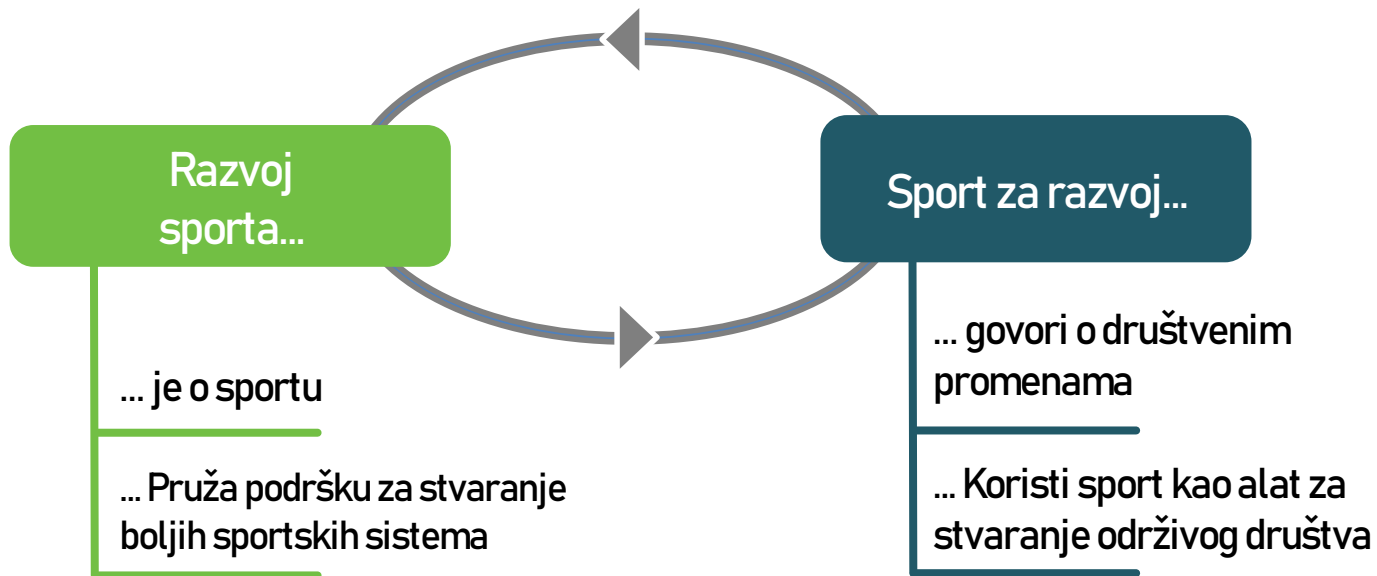 Razvoj
sporta...
... je o sportu
... Pruža podršku za stvaranje
boljih sportskih sistema
Sport za razvoj...
... govori o društvenim
promenama
... Koristi sport kao alat za
stvaranje održivog društva